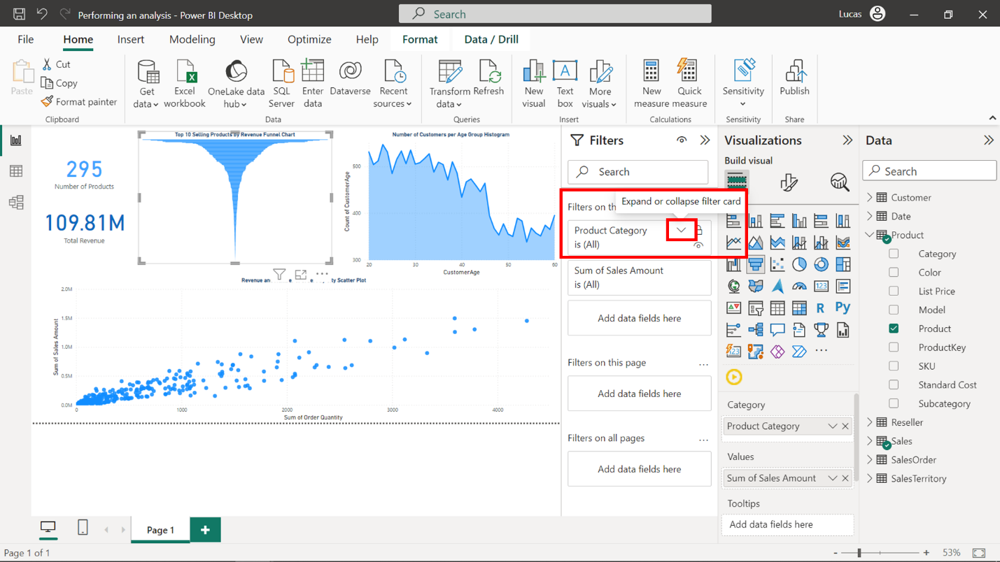 Performing an analysis - Power BI Desktop
Search
Lucas
File
Home
Insert
Modeling
View
Optimize
Help
Format
Data / Drill
Paste
Cut
Copy
Format painter
Clipboard
Get data
Excel workbook
OneLake data hub
SQL Server
Enter data
Dataverse
Recent sources
Data
Transform data
Refresh
Queries
New visual
Text box
More visuals
Insert
New measure
Quick measure
Calculations
Sensitivity
Sensitivity
Publish
Share
295
Number of Products
109.81M
Total Revenue
Top 10 Selling Products by Revenue Funnel Chart
Number of Customers per Age Group Histogram
Count of CustomerAge
500
400
300
20
30
40
50
60
CustomerAge
Revenue an
e
e
ty Scatter Plot
Sum of Sales Amount
2.0M
1.5M
1.0M
0.5M
0.0M
0
1000
2000
3000
4000
Sum of Order Quantity
Filters
Search
Filters on th
Expand or collapse filter card
Product Category
is (All)
Sum of Sales Amount
is (All)
Add data fields here
Filters on this page
...
Add data fields here
Filters on all pages
...
Add data fields here
Visualizations
Build visual
123
R
Py
123
...
Category
Product Category
Values
Sum of Sales Amount
Tooltips
Add data fields here
Data
Search
Customer
Date
Product
Category
Color
List Price
Model
Product
ProductKey
SKU
Standard Cost
Subcategory
Reseller
Sales
SalesOrder
SalesTerritory
Page 1
+
Page 1 of 1
-
+
53%